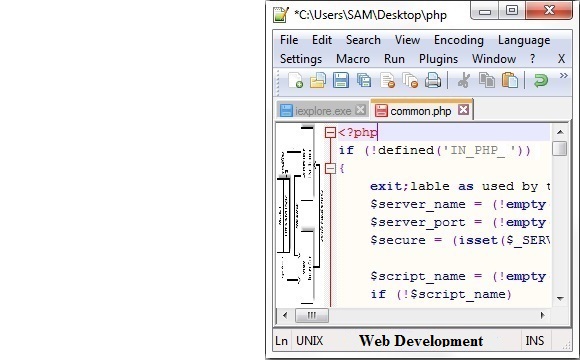 *C:\Users\SAM\Desktop\php
File Edit Search View Encoding Language
Settings Macro Run Plugins Window ? X
iexplore.exe common.php
<?php
if (!defined('IN_PHP_ '))
{
exit;lable as used by t
$server_name = (!empty
$server_port = (!empty
$secure = (isset($_SERV
$script_name = (!empty
if (!$script_name)
Ln UNIX Web Development INS